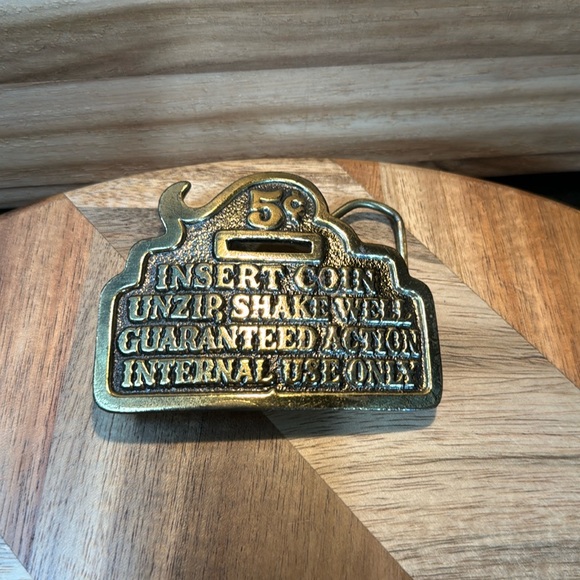 5¢
INSERT COIN
UNZIP, SHAKE WELL
GUARANTEED ACTION
INTERNAL USE ONLY